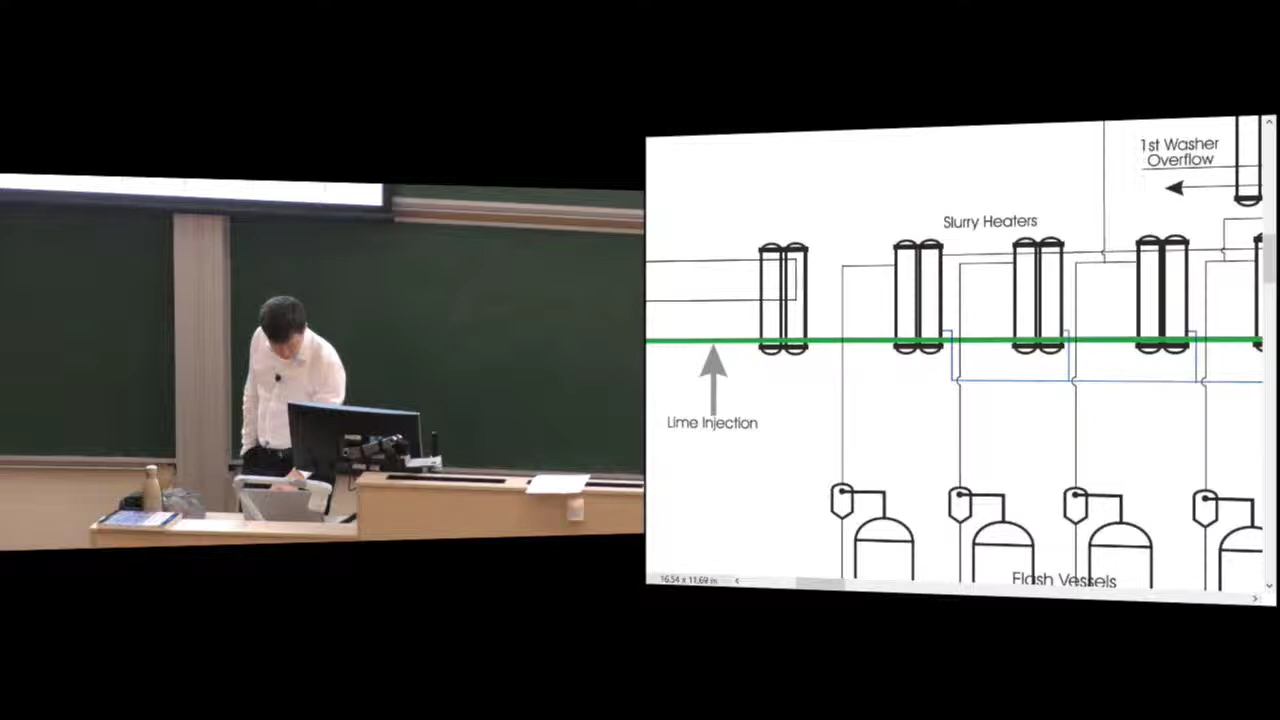 1st Washer
Overflow
Slurry Heaters
Lime Injection
Flash Vessels
16.54 x 11.69 in